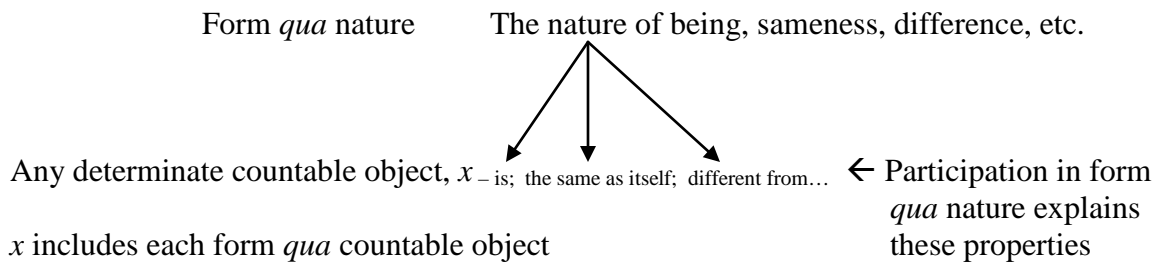 Form qua nature The nature of being, sameness, difference, etc.
Any determinate countable object, x – is; the same as itself; different from… ← Participation in form
qua nature explains
x includes each form qua countable object these properties